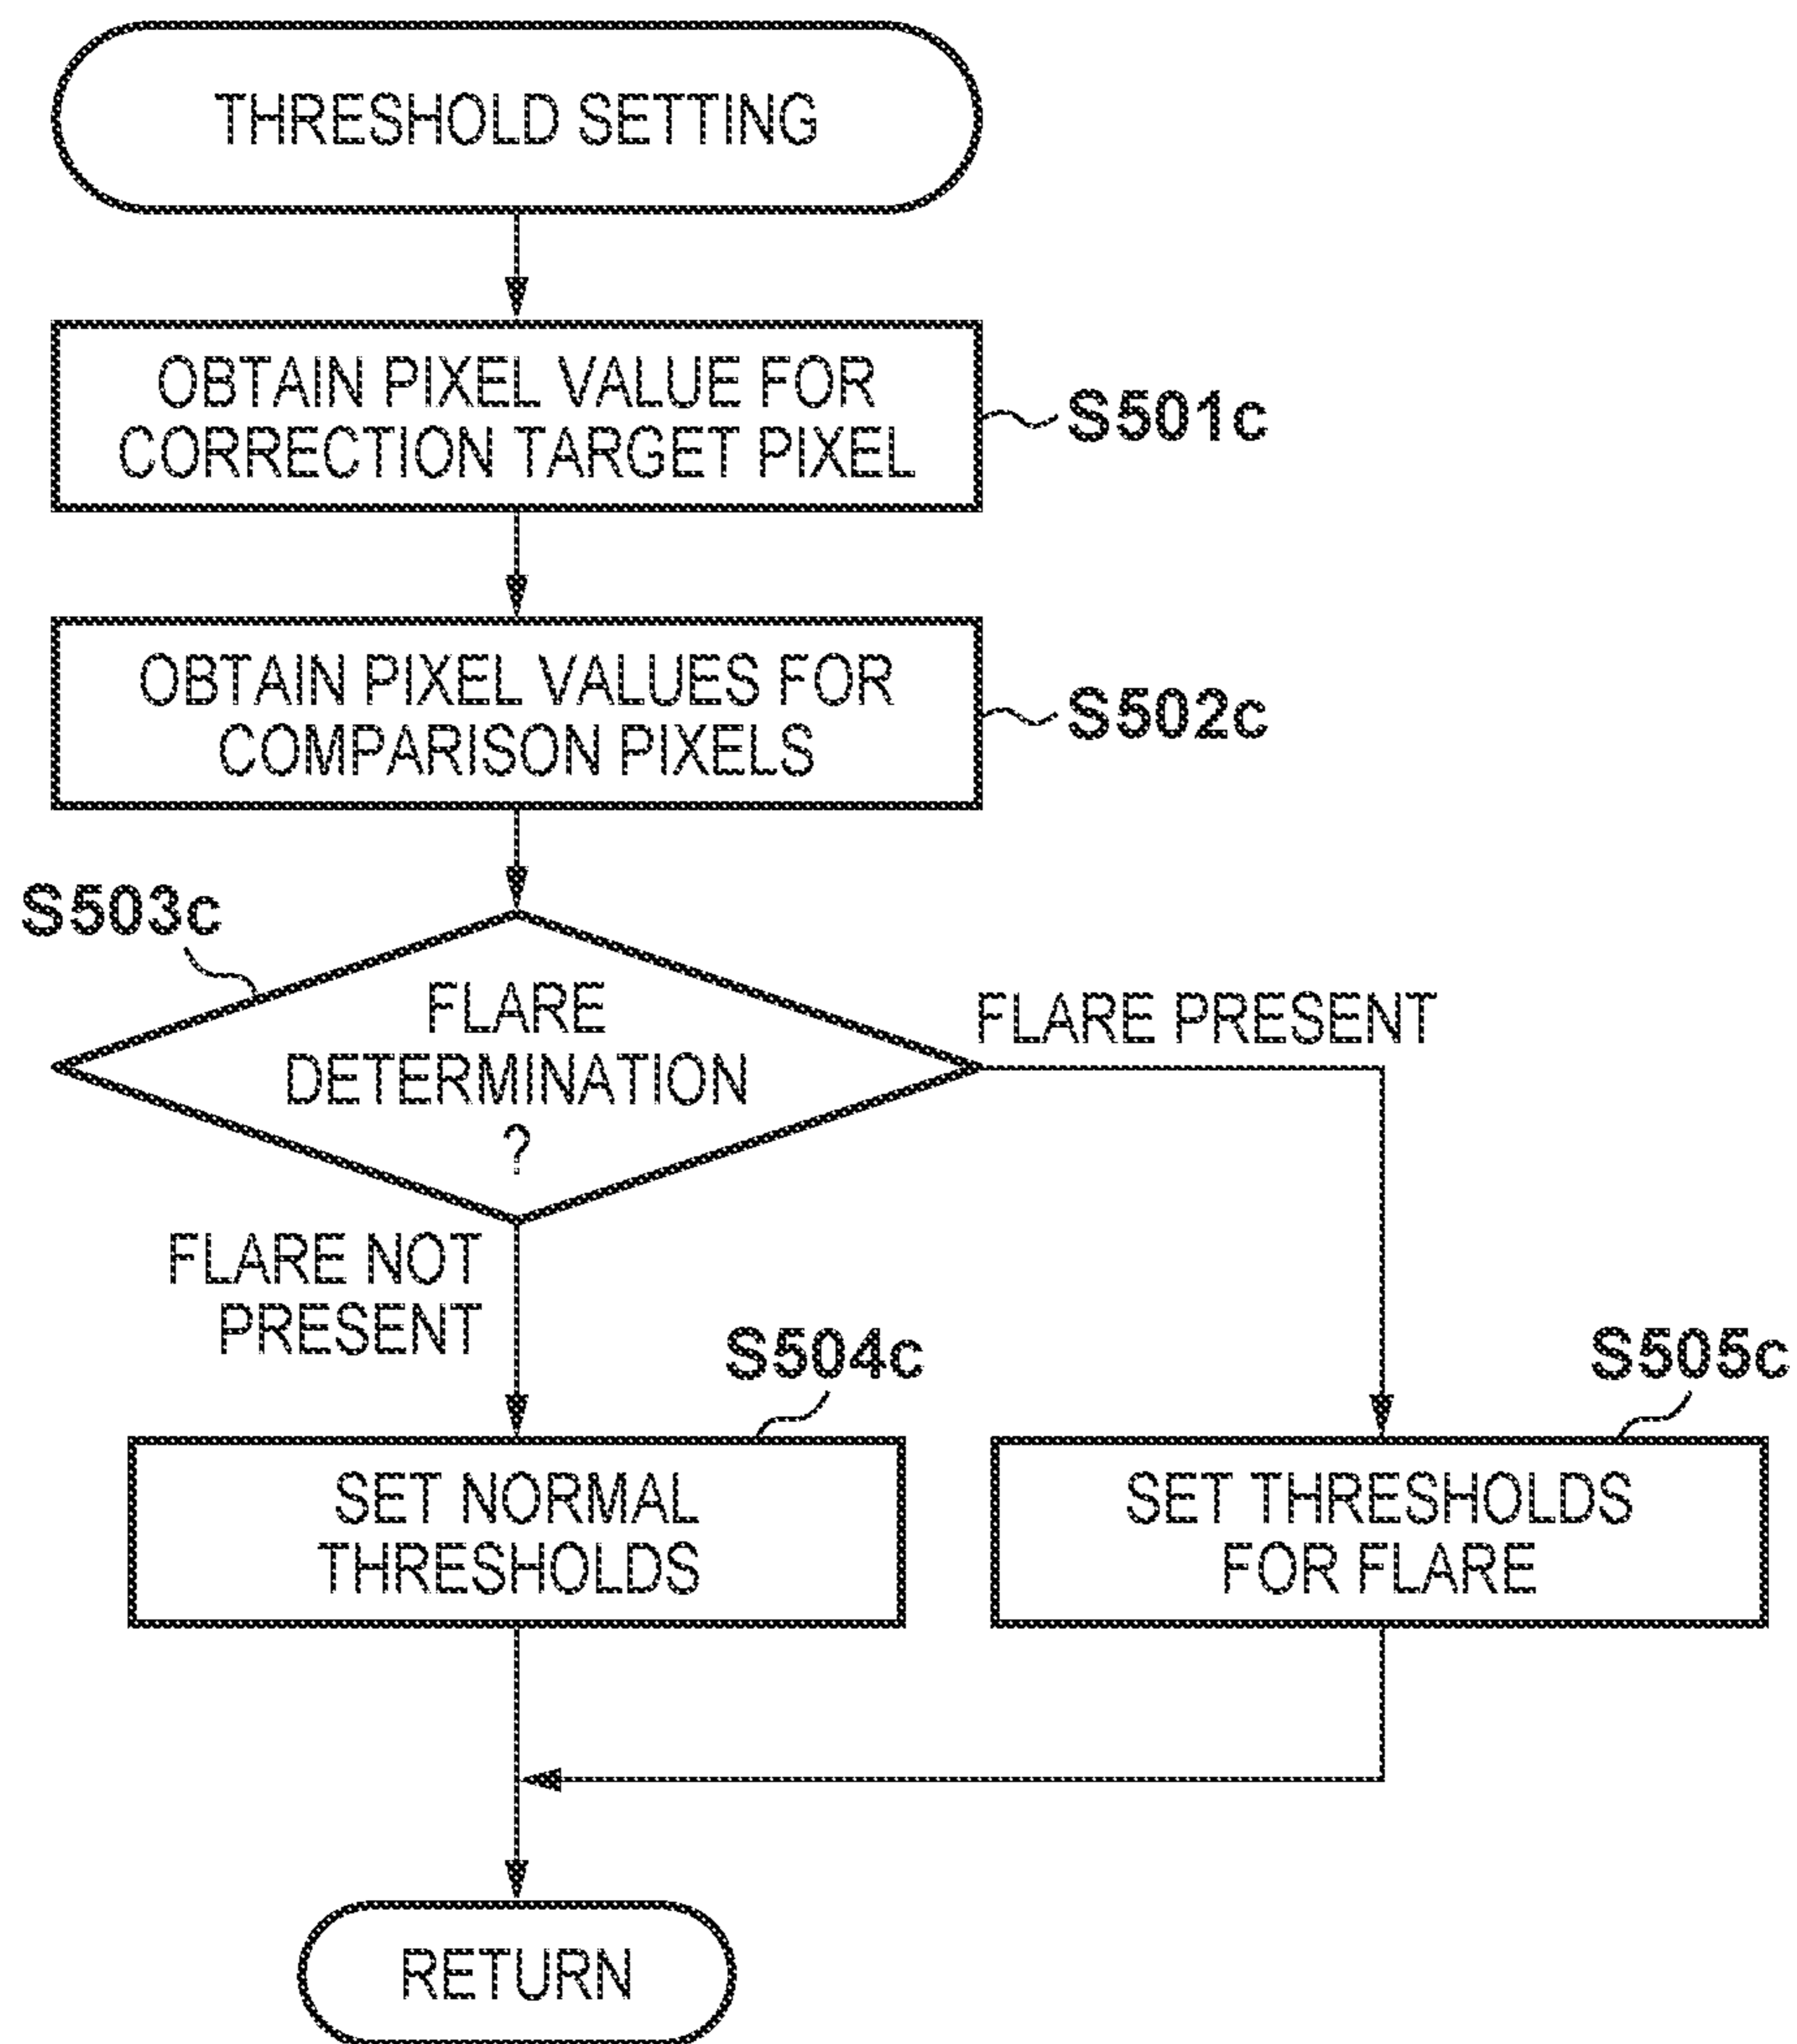 THRESHOLD SETTING
OBTAIN PIXEL VALUE FOR
CORRECTION TARGET PIXEL
S501c
OBTAIN PIXEL VALUES FOR
COMPARISON PIXELS
S502c
S503c
FLARE
DETERMINATION
?
FLARE PRESENT
FLARE NOT
PRESENT
S504c
SET NORMAL
THRESHOLDS
S505c
SET THRESHOLDS
FOR FLARE
RETURN